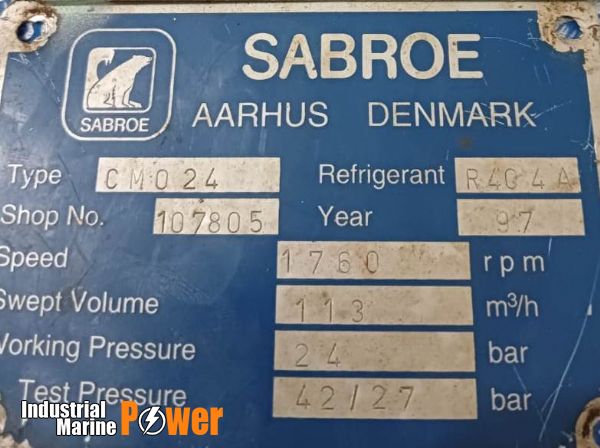 SABROE
SABROE
AARHUS DENMARK
Type CMO24 Refrigerant R404A
Shop No. 107805 Year 97
Speed 1760 rpm
Swept Volume 113 m³/h
Working Pressure 24 bar
Test Pressure 42/27 bar
Industrial Marine Power